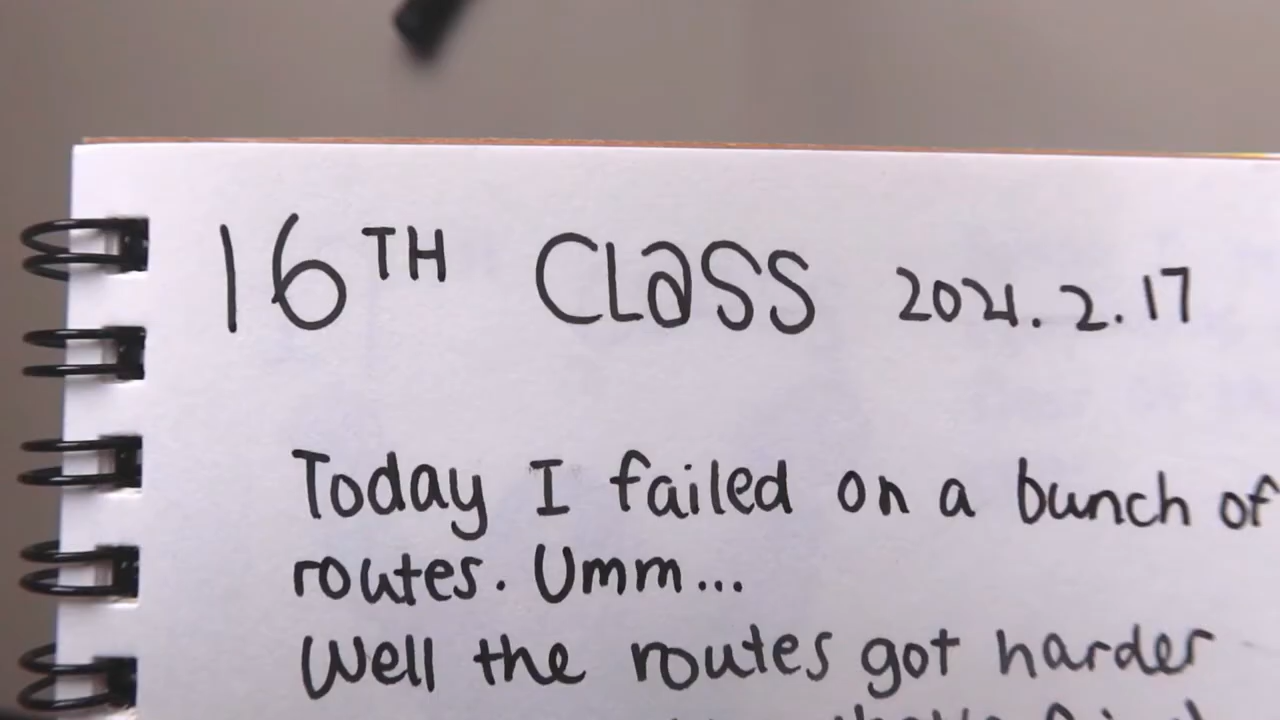 16TH CLaSS 2021.2.17
Today I failed on a bunch of
routes. Umm...
Well the routes got harder